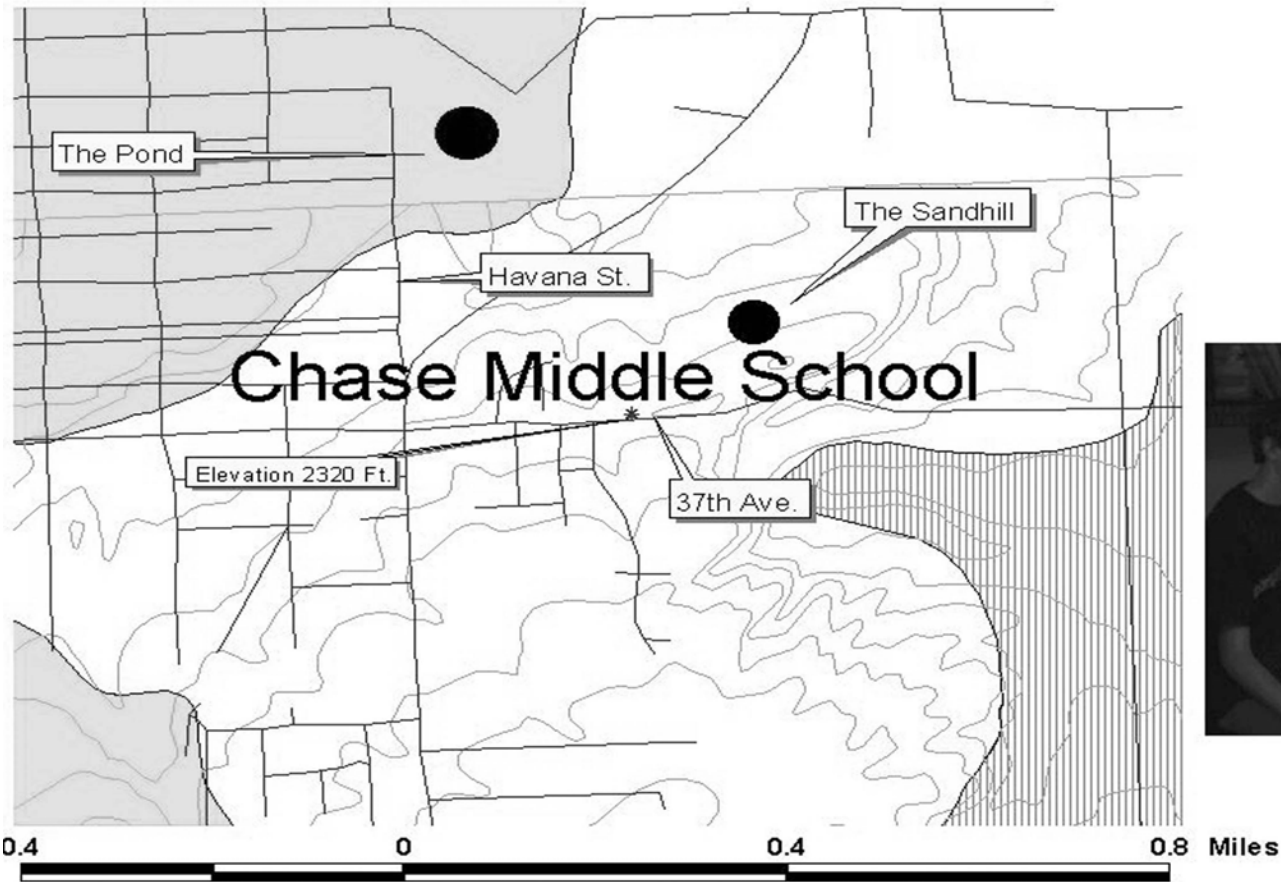 The Pond
The Sandhill
Havana St.
Chase Middle School
Elevation 2320 Ft.
37th Ave.
0.4 0 0.4 0.8 Miles